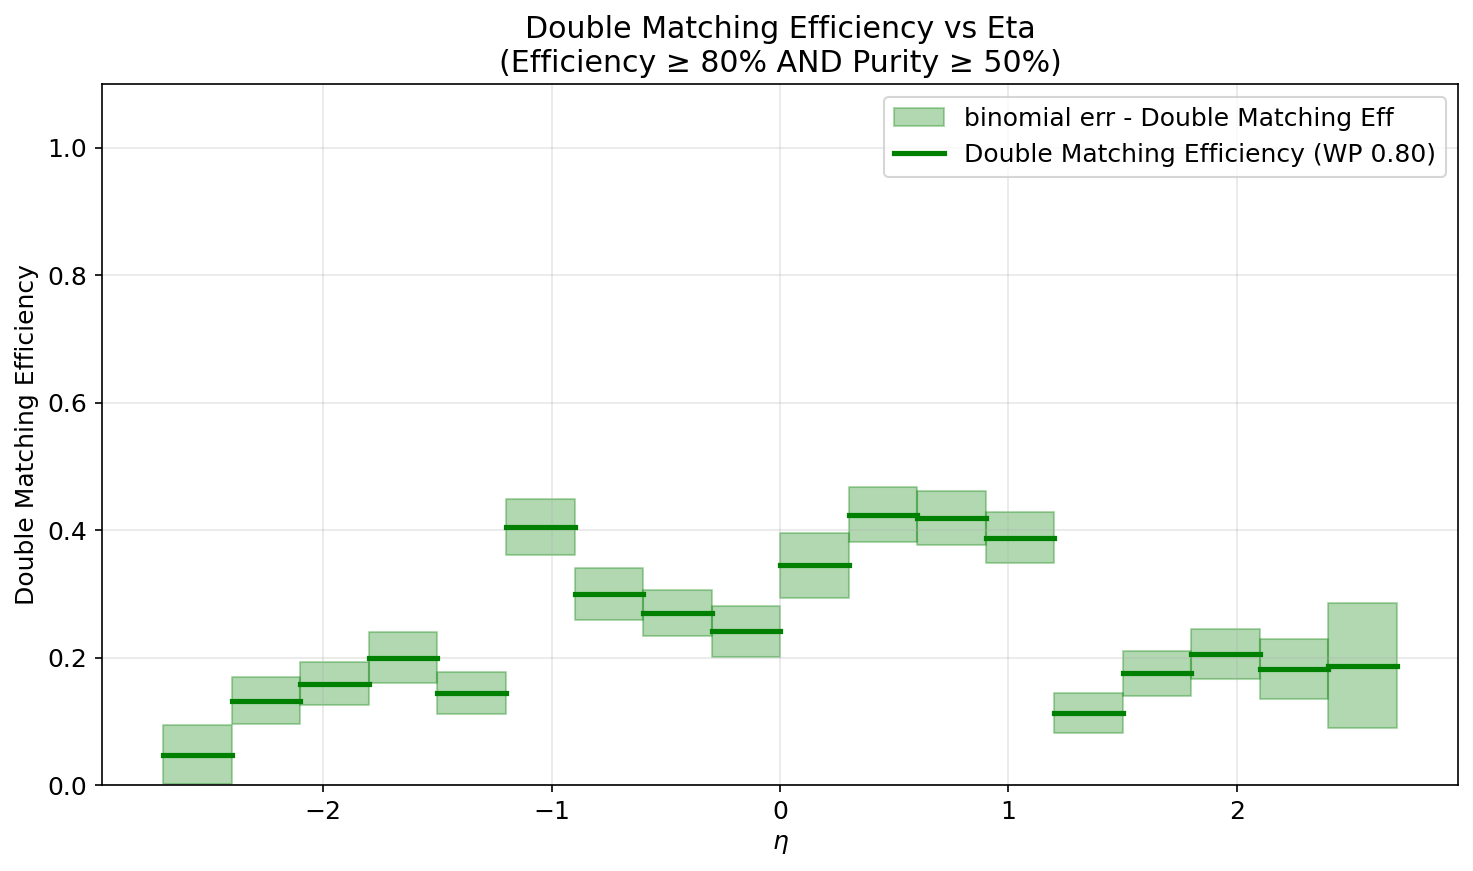 Double Matching Efficiency vs Eta
(Efficiency ≥ 80% AND Purity ≥ 50%)
binomial err - Double Matching Eff
Double Matching Efficiency (WP 0.80)
Double Matching Efficiency
1.0
0.8
0.6
0.4
0.2
0.0
−2
−1
0
1
2
η